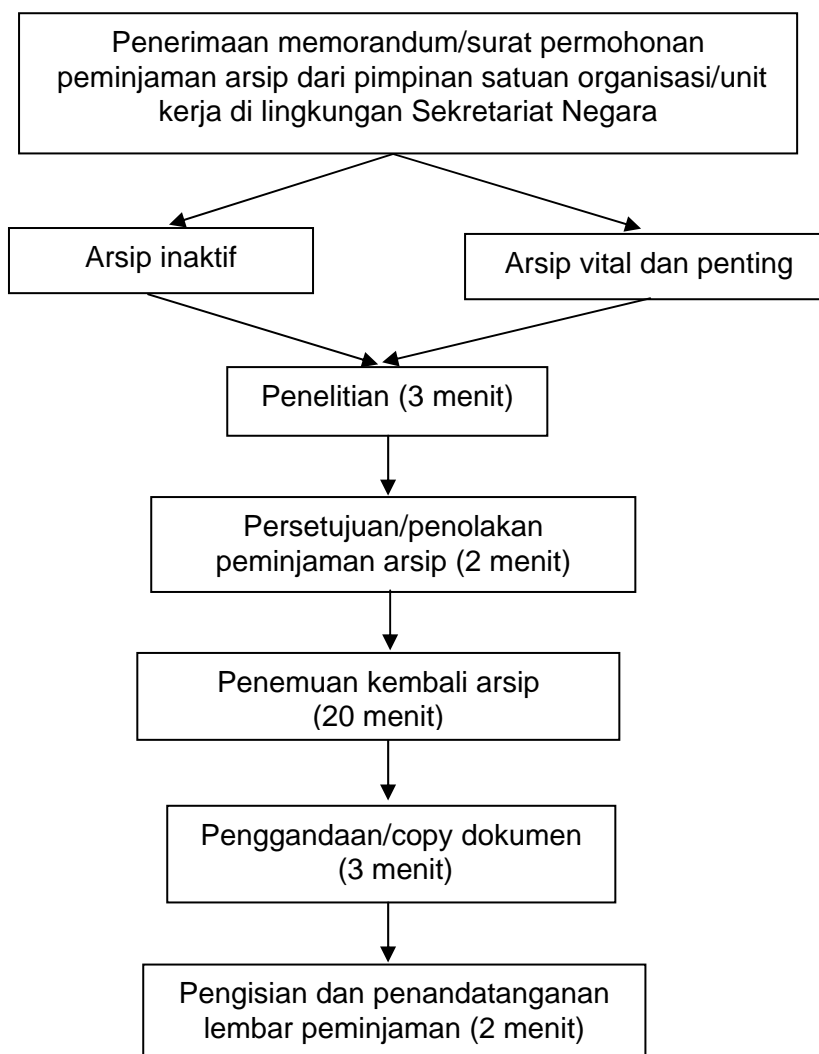 Penerimaan memorandum/surat permohonan
peminjaman arsip dari pimpinan satuan organisasi/unit
kerja di lingkungan Sekretariat Negara
Arsip inaktif
Arsip vital dan penting
Penelitian (3 menit)
Persetujuan/penolakan
peminjaman arsip (2 menit)
Penemuan kembali arsip
(20 menit)
Penggandaan/copy dokumen
(3 menit)
Pengisian dan penandatanganan
lembar peminjaman (2 menit)